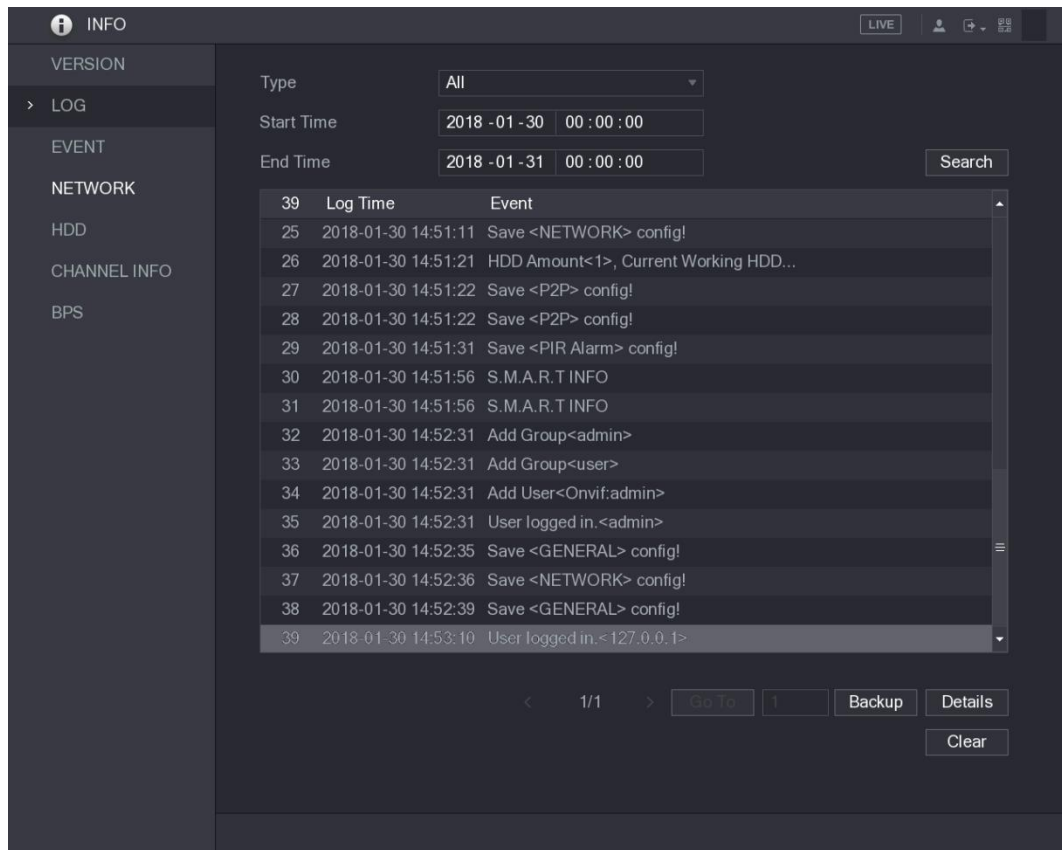 INFO LIVE
VERSION
LOG
EVENT
NETWORK
HDD
CHANNEL INFO
BPS
Type All
Start Time 2018 -01 -30 00 : 00 : 00
End Time 2018 -01 -31 00 : 00 : 00
Search
39 Log Time Event
25 2018-01-30 14:51:11 Save <NETWORK> config!
26 2018-01-30 14:51:21 HDD Amount<1>, Current Working HDD...
27 2018-01-30 14:51:22 Save <P2P> config!
28 2018-01-30 14:51:22 Save <P2P> config!
29 2018-01-30 14:51:31 Save <PIR Alarm> config!
30 2018-01-30 14:51:56 S.M.A.R.T INFO
31 2018-01-30 14:51:56 S.M.A.R.T INFO
32 2018-01-30 14:52:31 Add Group<admin>
33 2018-01-30 14:52:31 Add Group<user>
34 2018-01-30 14:52:31 Add User<Onvif:admin>
35 2018-01-30 14:52:31 User logged in.<admin>
36 2018-01-30 14:52:35 Save <GENERAL> config!
37 2018-01-30 14:52:36 Save <NETWORK> config!
38 2018-01-30 14:52:39 Save <GENERAL> config!
39 2018-01-30 14:53:10 User logged in.<127.0.0.1>
< 1/1 > Go To 1 Backup Details
Clear